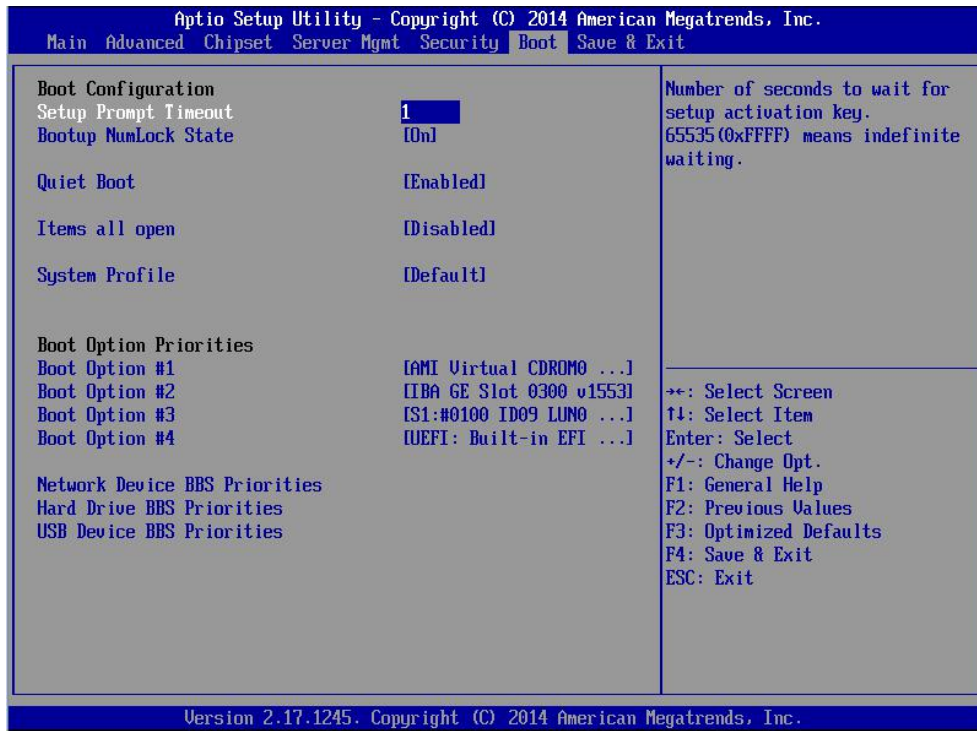 Aptio Setup Utility - Copyright (C) 2014 American Megatrends, Inc.
Main Advanced Chipset Server Mgmt Security Boot Save & Exit
Boot Configuration
Setup Prompt Timeout 1
Bootup NumLock State [On]
Quiet Boot [Enabled]
Items all open [Disabled]
System Profile [Default]
Boot Option Priorities
Boot Option #1 [AMI Virtual CDROM0 ...]
Boot Option #2 [IBA GE Slot 0300 v1553]
Boot Option #3 [S1:#0100 ID09 LUN0 ...]
Boot Option #4 [UEFI: Built-in EFI ...]
Network Device BBS Priorities
Hard Drive BBS Priorities
USB Device BBS Priorities
Number of seconds to wait for
setup activation key.
65535(0xFFFF) means indefinite
waiting.
→←: Select Screen
↑↓: Select Item
Enter: Select
+/-: Change Opt.
F1: General Help
F2: Previous Values
F3: Optimized Defaults
F4: Save & Exit
ESC: Exit
Version 2.17.1245. Copyright (C) 2014 American Megatrends, Inc.